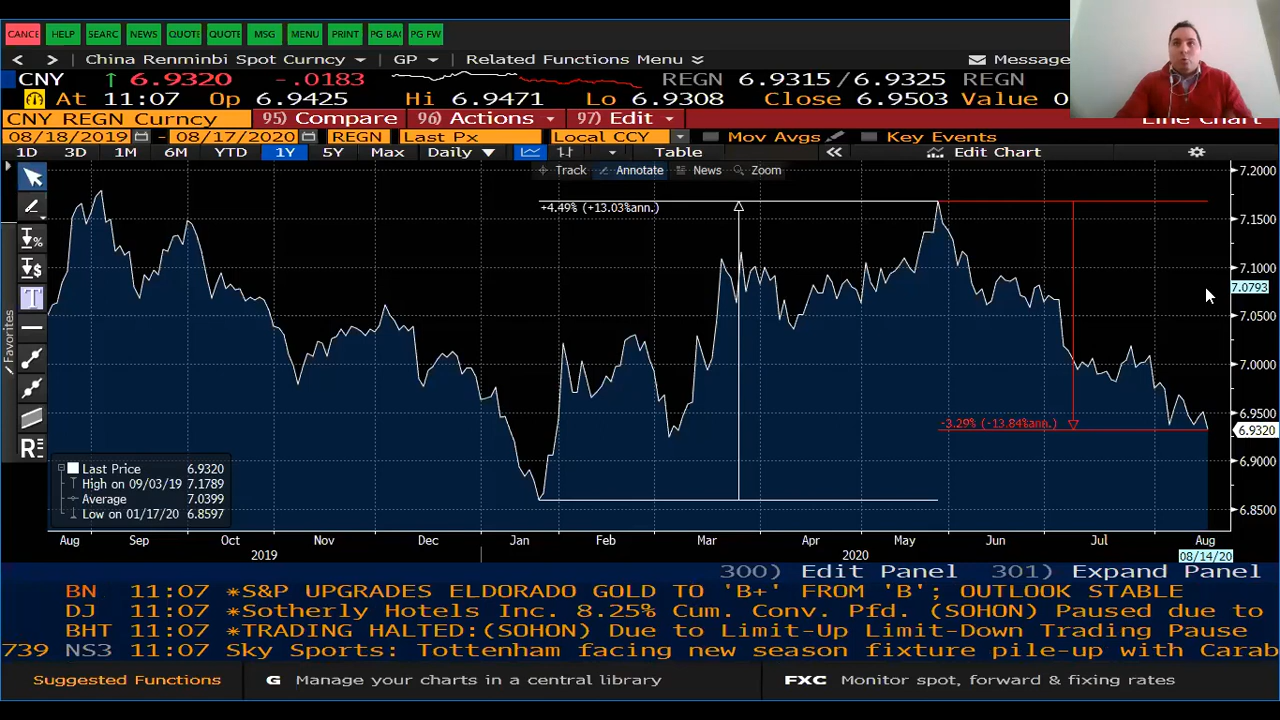 CANCE HELP SEARC NEWS QUOTE QUOTE MSG MENU PRINT PG BA PG FW
< > China Renminbi Spot Curncy GP Related Functions Menu Message
CNY ↑ 6.9320 -.0183 REGN 6.9315/6.9325 REGN
At 11:07 Op 6.9425 Hi 6.9471 Lo 6.9308 Close 6.9503 Value 0
CNY REGN Curncy 95) Compare 96) Actions 97) Edit Line Chart
08/18/2019 - 08/17/2020 REGN Last Px Local CCY Mov Avgs Key Events
1D 3D 1M 6M YTD 1Y 5Y Max Daily ▼ Table « Edit Chart
Track Annotate News Zoom
7.2000
+4.49% (+13.03%ann.)
7.1500
7.1000
7.0793
7.0500
7.0000
6.9500
-3.29% (-13.84%ann.)
6.9320
6.9000
6.8500
Favorites
% 
$
T
R
Last Price 6.9320
High on 09/03/19 7.1789
Average 7.0399
Low on 01/17/20 6.8597
Aug Sep Oct Nov Dec Jan Feb Mar Apr May Jun Jul Aug
2019 2020 08/14/20
300) Edit Panel 301) Expand Panel
BN 11:07 *S&P UPGRADES ELDORADO GOLD TO 'B+' FROM 'B'; OUTLOOK STABLE
DJ 11:07 *Sotherly Hotels Inc. 8.25% Cum. Conv. Pfd. (SOHON) Paused due to
BHT 11:07 *TRADING HALTED:(SOHON) Due to Limit-Up Limit-Down Trading Pause
739 NS3 11:07 Sky Sports: Tottenham facing new season fixture pile-up with Carab
Suggested Functions G Manage your charts in a central library FXC Monitor spot, forward & fixing rates